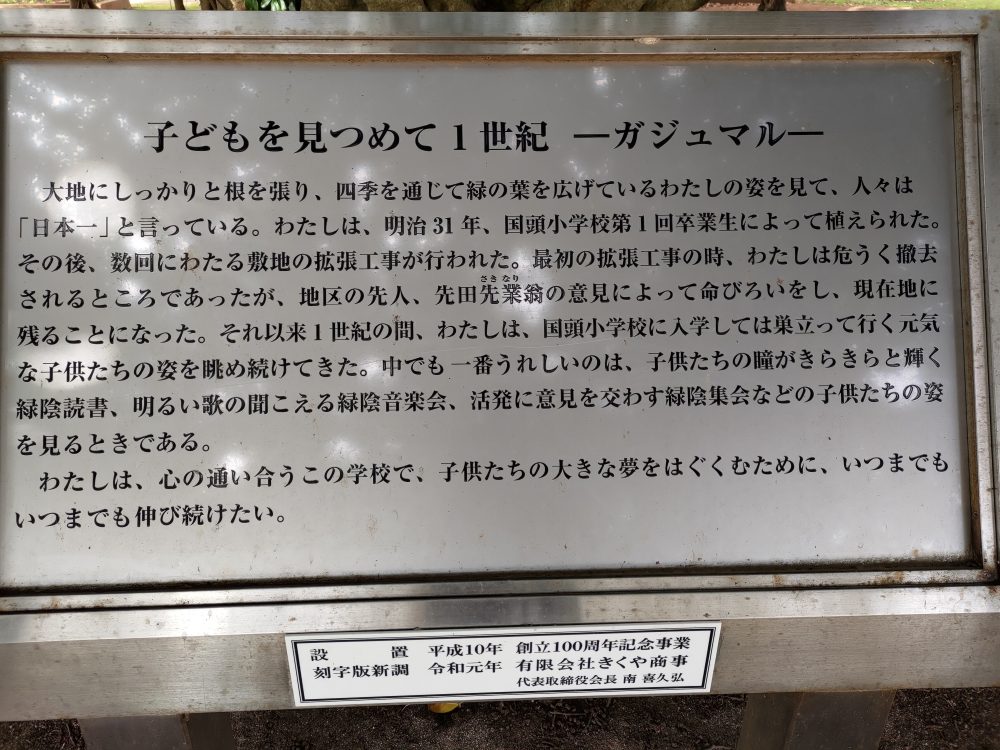 子どもを見つめて1世紀 ―ガジュマル―
大地にしっかりと根を張り、四季を通じて緑の葉を広げているわたしの姿を見て、人々は
「日本一」と言っている。わたしは、明治31年、国頭小学校第1回卒業生によって植えられた。
その後、数回にわたる敷地の拡張工事が行われた。最初の拡張工事の時、わたしは危うく撤去
さき なり
されるところであったが、地区の先人、先田先業翁の意見によって命びろいをし、現在地に
残ることになった。それ以来1世紀の間、わたしは、国頭小学校に入学しては巣立って行く元気
な子供たちの姿を眺め続けてきた。中でも一番うれしいのは、子供たちの瞳がきらきらと輝く
緑陰読書、明るい歌の聞こえる緑陰音楽会、活発に意見を交わす緑陰集会などの子供たちの姿
を見るときである。
わたしは、心の通い合うこの学校で、子供たちの大きな夢をはぐくむために、いつまでも
いつまでも伸び続けたい。
設 置 平成10年 創立100周年記念事業
刻字版新調 令和元年 有限会社きくや商事
代表取締役会長 南 喜久弘